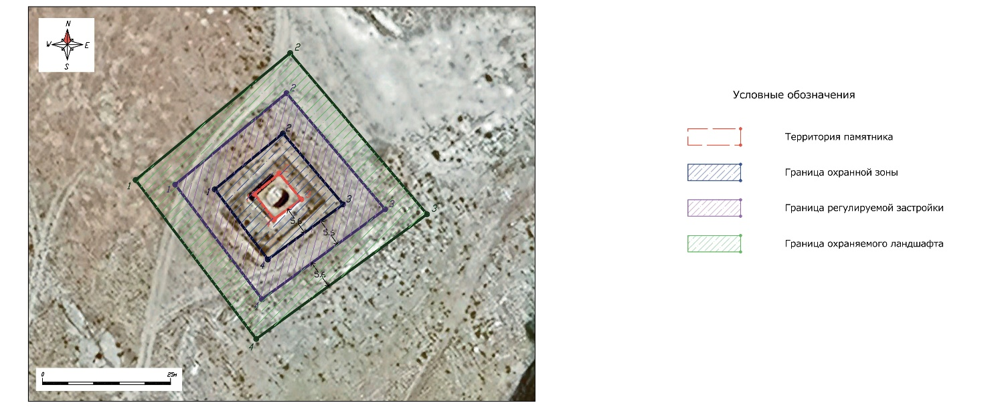 N
W E
S
2
2
2
1
1
1
3
3
3
5.6
5.6
5.6
4
4
4
0 25м
Условные обозначения
Территория памятника
Граница охранной зоны
Граница регулируемой застройки
Граница охраняемого ландшафта